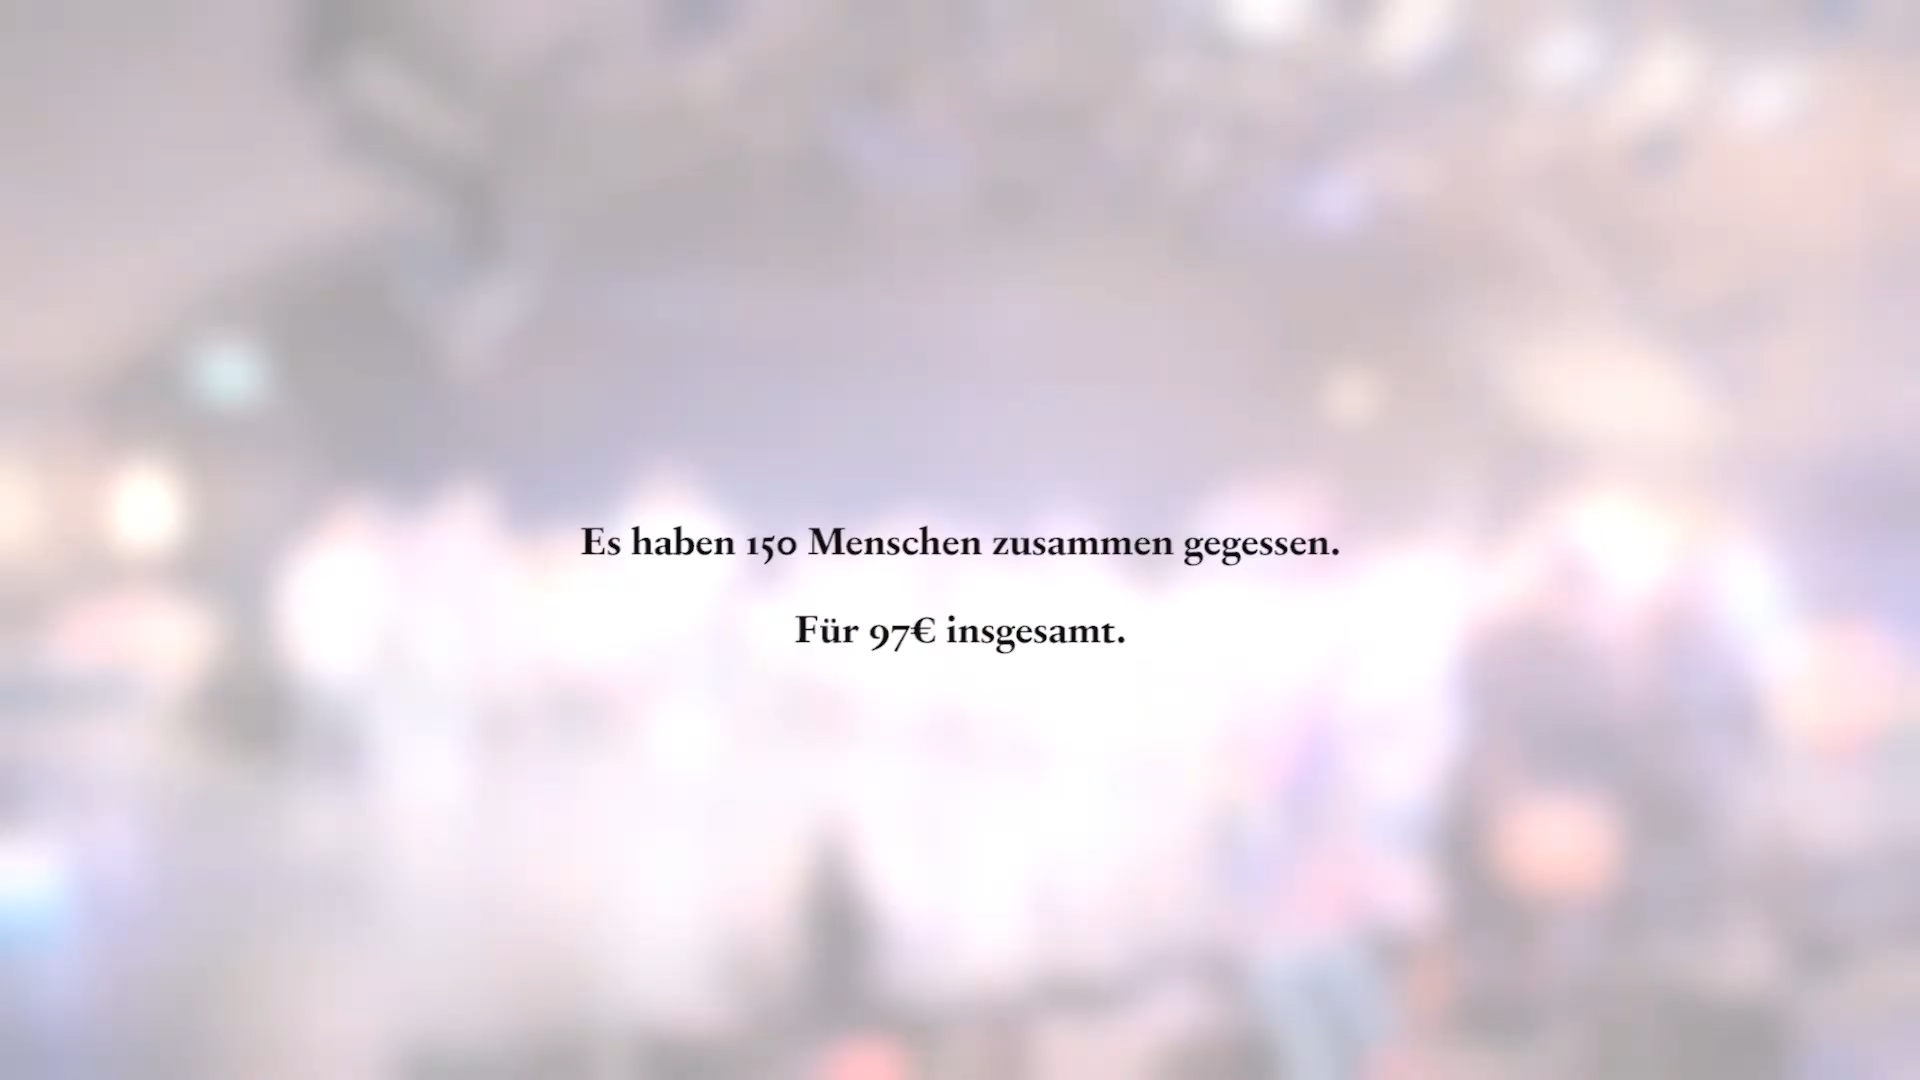 Es haben 150 Menschen zusammen gegessen.
Für 97€ insgesamt.